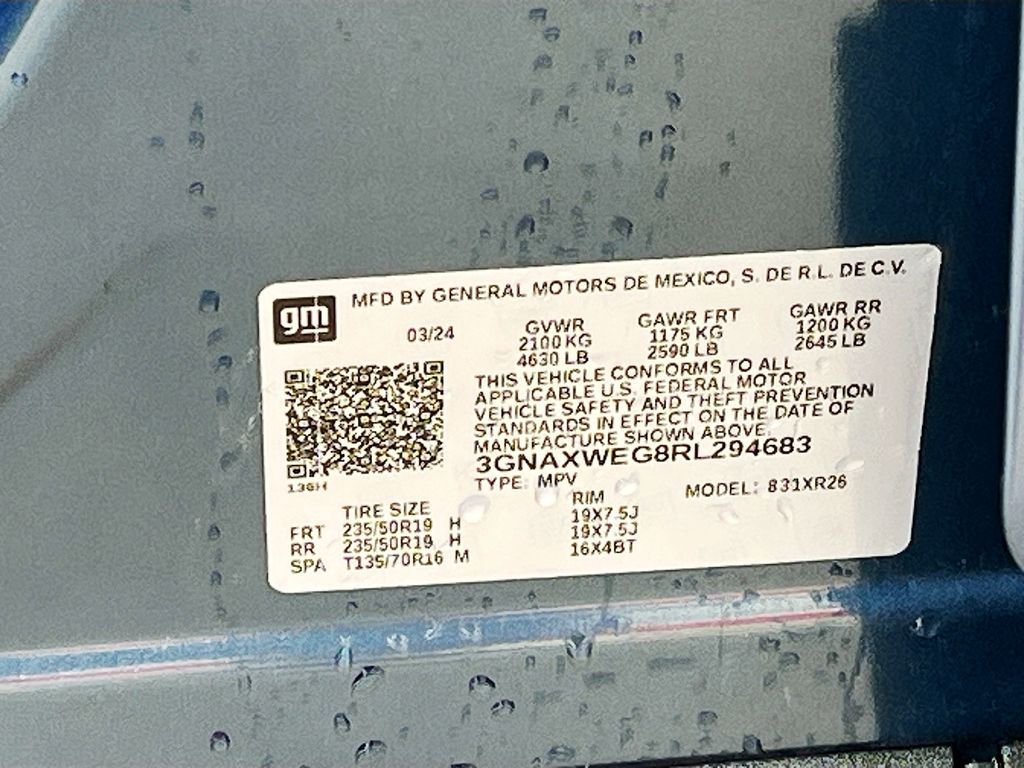 gm
MFD BY GENERAL MOTORS DE MEXICO, S. DE R.L. DE C.V.
03/24
GVWR
2100 KG
4630 LB
GAWR FRT
1175 KG
2590 LB
GAWR RR
1200 KG
2645 LB
THIS VEHICLE CONFORMS TO ALL
APPLICABLE U.S. FEDERAL MOTOR
VEHICLE SAFETY AND THEFT PREVENTION
STANDARDS IN EFFECT ON THE DATE OF
MANUFACTURE SHOWN ABOVE.
3GNAXWEG8RL294683
TYPE: MPV
MODEL: 831XR26
TIRE SIZE
RIM
FRT 235/50R19 H 19X7.5J
RR 235/50R19 H 19X7.5J
SPA T135/70R16 M 16X4BT